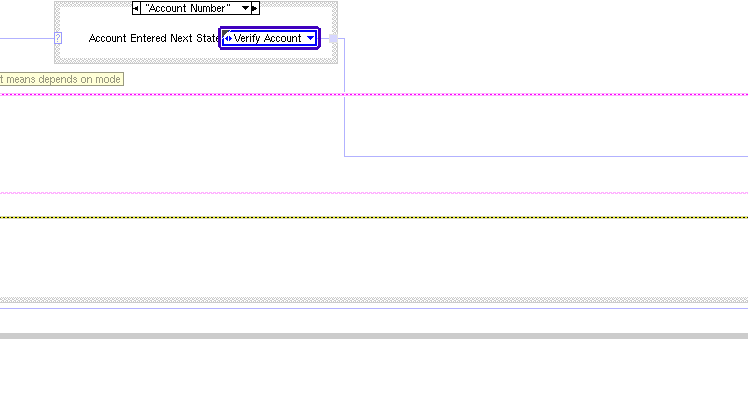 "Account Number"
?
Account Entered Next State
Verify Account
t means depends on mode